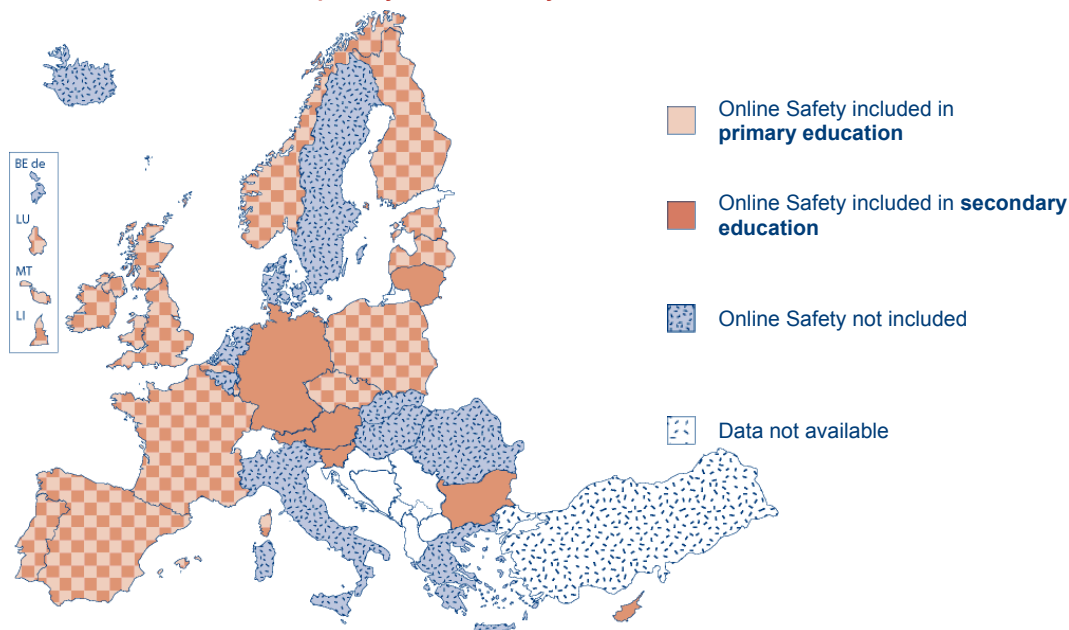 Online Safety included in
primary education
BE de
LU
Online Safety included in secondary
education
MT
LI
Online Safety not included
Data not available